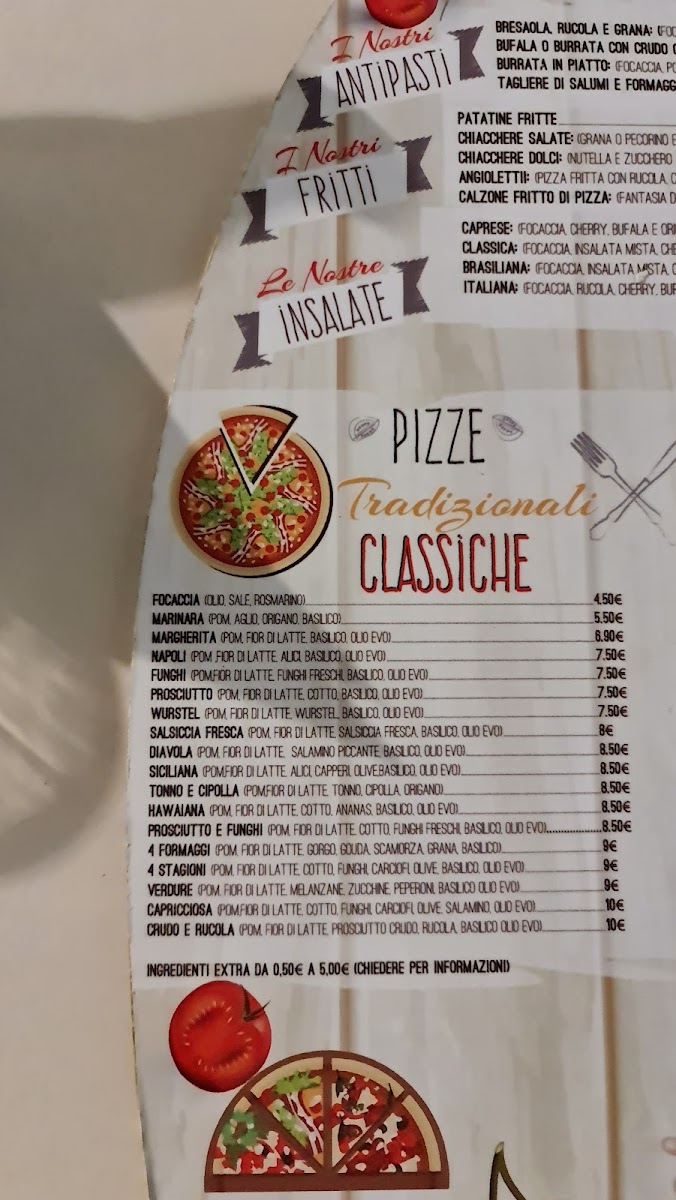 I Nostri
ANTIPASTI
BRESAOLA, RUCOLA E GRANA:
BUFALA O BURRATA CON CRUDO
BURRATA IN PIATTO: (FOCACCIA,
TAGLIERE DI SALUMI E FORMAGG
I Nostri
FRITTI
PATATINE FRITTE
CHIACCHERE SALATE: (GRANA O PECORINO E
CHIACCHERE DOLCI: (NUTELLA E ZUCCHERO
ANGIOLETTI: (PIZZA FRITTA CON RUCOLA, C
CALZONE FRITTO DI PIZZA: (FANTASIA D
Le Nostre
INSALATE
CAPRESE: (FOCACCIA, CHERRY, BUFALA E ORI
CLASSICA: (FOCACCIA, INSALATA MISTA, CHE
BRASILIANA: (FOCACCIA, INSALATA MISTA, C
ITALIANA: (FOCACCIA, RUCOLA, CHERRY, BUF
PIZZE
Tradizionali
CLASSICHE
FOCACCIA (OLIO, SALE, ROSMARINO) 4.50€
MARINARA (POM, AGLIO, ORIGANO, BASILICO) 5.50€
MARGHERITA (POM, FIOR DI LATTE, BASILICO, OLIO EVO) 6.90€
NAPOLI (POM ,FIOR DI LATTE, ALICI, BASILICO, OLIO EVO) 7.50€
FUNGHI (POM,FIOR DI LATTE, FUNGHI FRESCHI, BASILICO, OLIO EVO) 7.50€
PROSCIUTTO (POM, FIOR DI LATTE, COTTO, BASILICO, OLIO EVO) 7.50€
WURSTEL (POM, FIOR DI LATTE, WURSTEL, BASILICO, OLIO EVO) 7.50€
SALSICCIA FRESCA (POM, FIOR DI LATTE, SALSICCIA FRESCA, BASILICO, OLIO EVO) 8€
DIAVOLA (POM, FIOR DI LATTE, SALAMINO PICCANTE, BASILICO, OLIO EVO) 8.50€
SICILIANA (POM,FIOR DI LATTE, ALICI, CAPPERI, OLIVE,BASILICO, OLIO EVO) 8.50€
TONNO E CIPOLLA (POM,FIOR DI LATTE, TONNO, CIPOLLA, ORIGANO) 8.50€
HAWAIANA (POM, FIOR DI LATTE, COTTO, ANANAS, BASILICO, OLIO EVO) 8.50€
PROSCIUTTO E FUNGHI (POM, FIOR DI LATTE, COTTO, FUNGHI FRESCHI, BASILICO, OLIO EVO) 8.50€
4 FORMAGGI (POM, FIOR DI LATTE, GORGO, GOUDA, SCAMORZA, GRANA, BASILICO) 9€
4 STAGIONI (POM, FIOR DI LATTE, COTTO, FUNGHI, CARCIOFI, OLIVE, BASILICO, OLIO EVO) 9€
VERDURE (POM, FIOR DI LATTE, MELANZANE, ZUCCHINE, PEPERONI, BASILICO OLIO EVO) 9€
CAPRICCIOSA (POM,FIOR DI LATTE, COTTO, FUNGHI, CARCIOFI, OLIVE, SALAMINO, OLIO EVO) 10€
CRUDO E RUCOLA (POM, FIOR DI LATTE, PROSCIUTTO CRUDO, RUCOLA, BASILICO OLIO EVO) 10€
INGREDIENTI EXTRA DA 0,50€ A 5,00€ (CHIEDERE PER INFORMAZIONI)